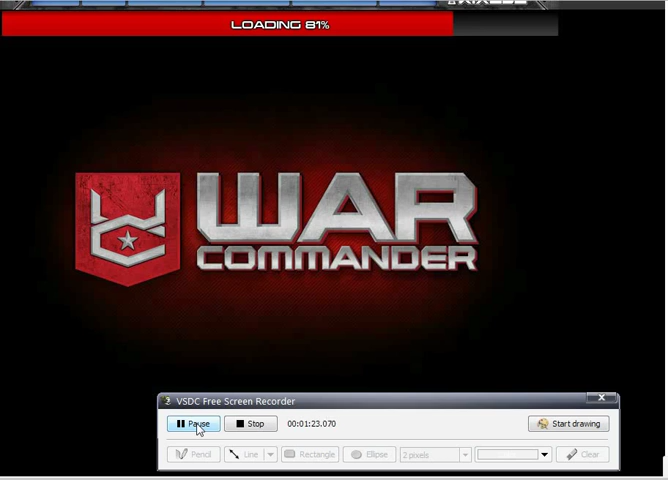 LOADING 81%
WAR
COMMANDER
VSDC Free Screen Recorder
Pause Stop 00:01:23.070 Start drawing
Pencil Line Rectangle Ellipse 2 pixels Clear